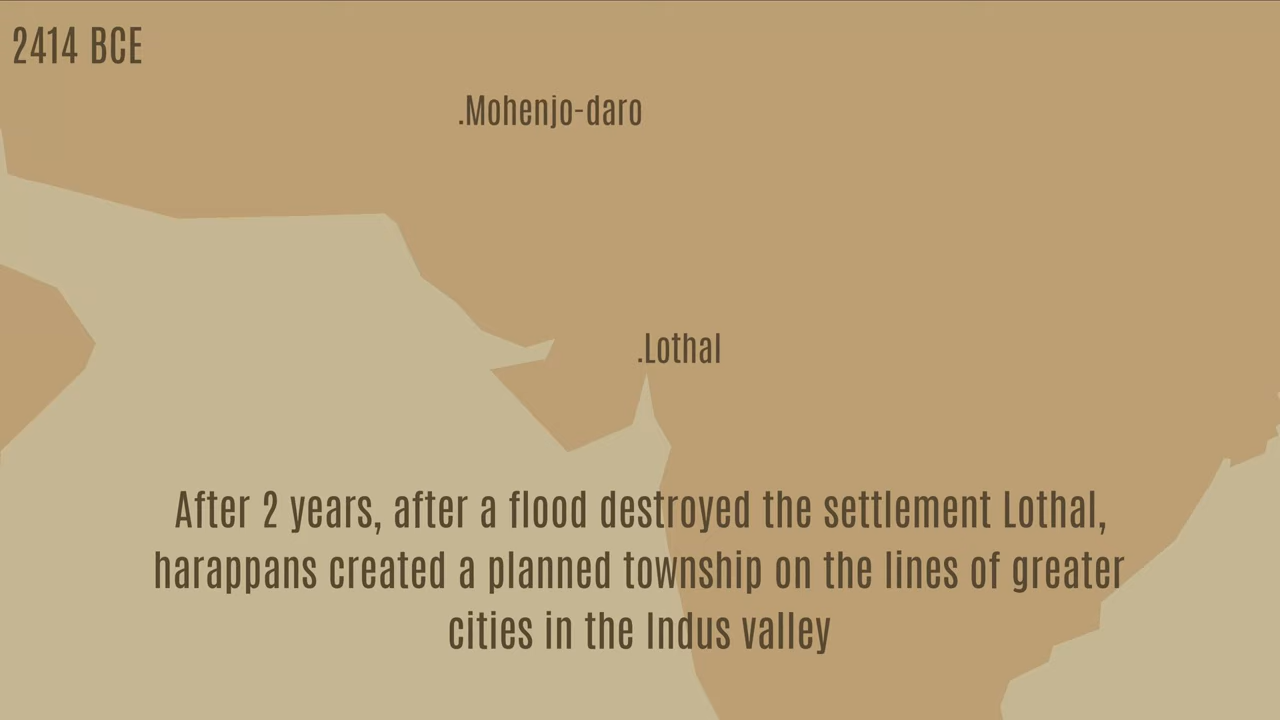 2414 BCE
.Mohenjo-daro
.Lothal
After 2 years, after a flood destroyed the settlement Lothal,
harappans created a planned township on the lines of greater
cities in the Indus valley